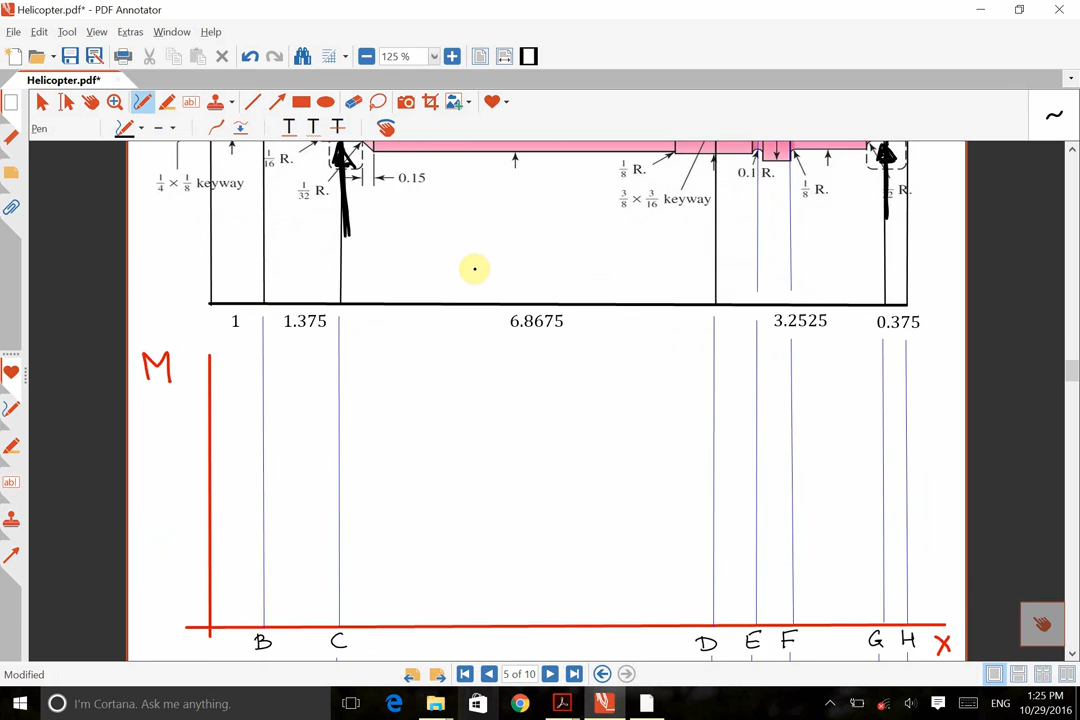 Helicopter.pdf* - PDF Annotator
File Edit Tool View Extras Window Help
125 %
Helicopter.pdf*
ab|
Pen
T T T
1/16 R.
1/4 × 1/8 keyway
1/32 R.
0.15
1/8 R.
3/8 × 3/16 keyway
0.1 R.
1/8 R.
R.
1 1.375 6.8675 3.2525 0.375
M
ab|
B C D E F G H X
Modified
5 of 10
I'm Cortana. Ask me anything.
ENG
1:25 PM
10/29/2016